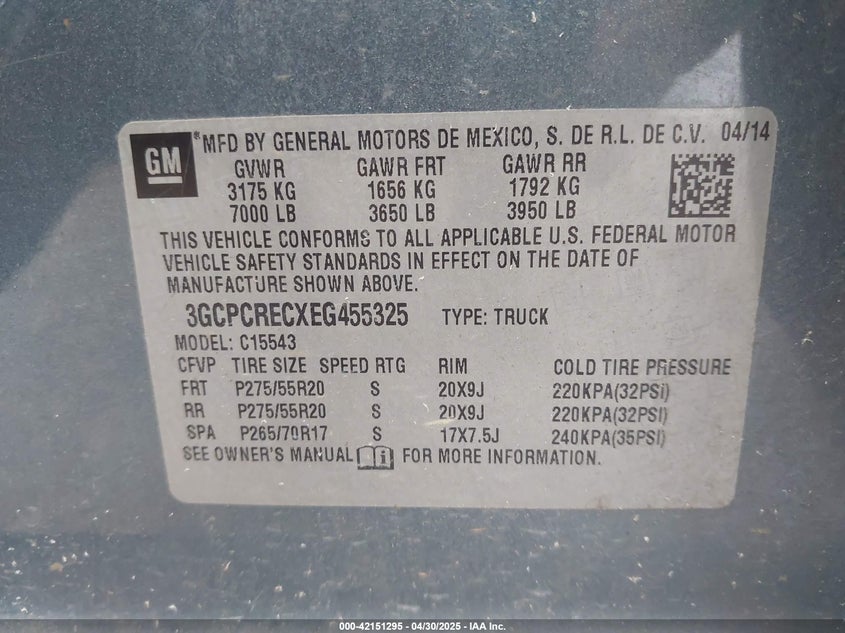 GM *MFD BY GENERAL MOTORS DE MEXICO, S. DE R.L. DE C.V. 04/14
GVWR GAWR FRT GAWR RR
3175 KG 1656 KG 1792 KG
7000 LB 3650 LB 3950 LB
THIS VEHICLE CONFORMS TO ALL APPLICABLE U.S. FEDERAL MOTOR
VEHICLE SAFETY STANDARDS IN EFFECT ON THE DATE OF
MANUFACTURE SHOWN ABOVE.
3GCPCRECXEG455325 TYPE: TRUCK
MODEL: C15543
CFVP TIRE SIZE SPEED RTG RIM COLD TIRE PRESSURE
FRT P275/55R20 S 20X9J 220KPA(32PSI)
RR P275/55R20 S 20X9J 220KPA(32PSI)
SPA P265/70R17 S 17X7.5J 240KPA(35PSI)
SEE OWNER'S MANUAL i FOR MORE INFORMATION.
000-42151295 - 04/30/2025 - IAA Inc.